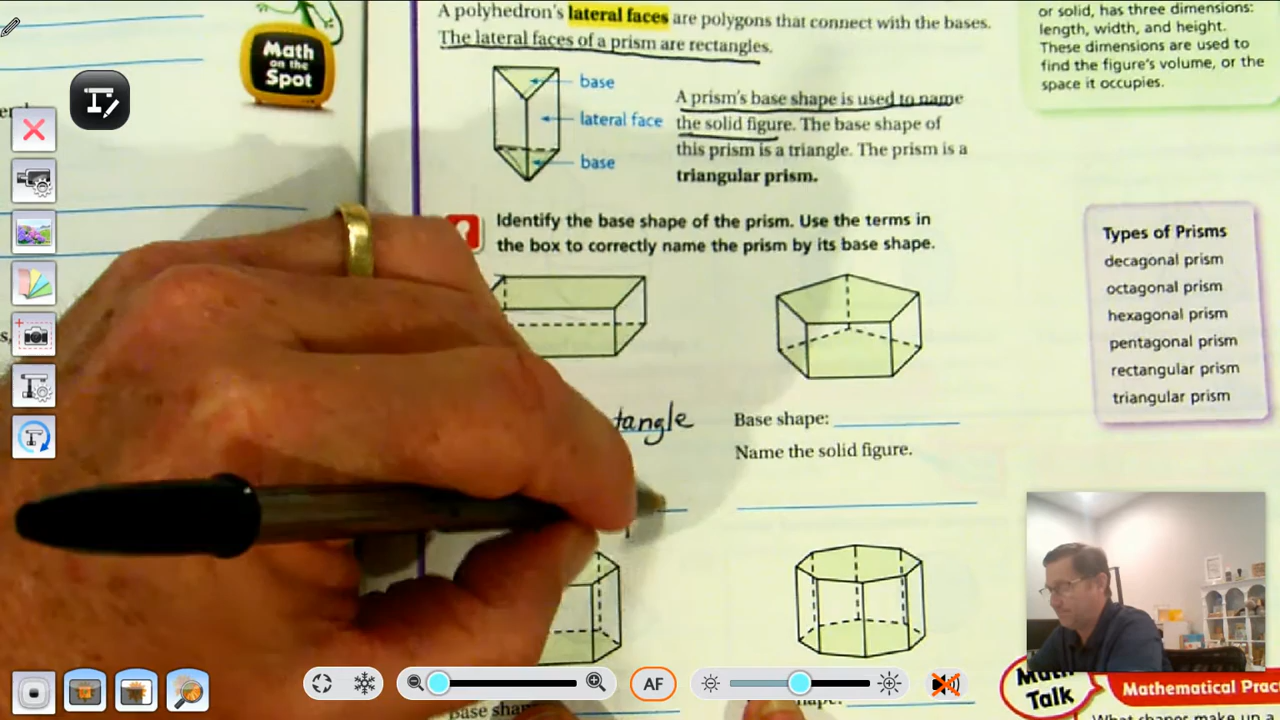 A polyhedron's lateral faces are polygons that connect with the bases.
The lateral faces of a prism are rectangles.
or solid, has three dimensions:
length, width, and height.
These dimensions are used to
find the figure's volume, or the
space it occupies.
Math
on the
Spot
base
lateral face
base
A prism's base shape is used to name
the solid figure. The base shape of
this prism is a triangle. The prism is a
triangular prism.
Identify the base shape of the prism. Use the terms in
the box to correctly name the prism by its base shape.
Types of Prisms
decagonal prism
octagonal prism
hexagonal prism
pentagonal prism
rectangular prism
triangular prism
tangle
Base shape:
Name the solid figure.
AF
Math
Talk
Mathematical Prac
Base shap
What shapes make up a